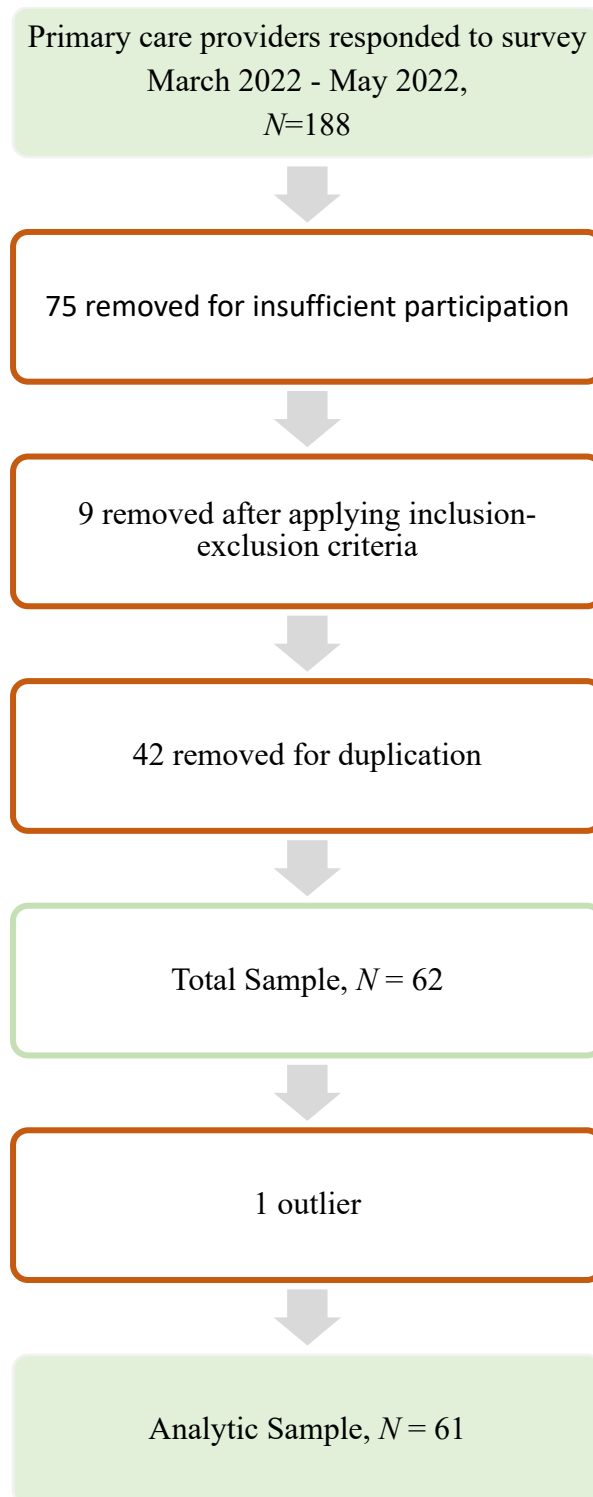 Primary care providers responded to survey
March 2022 - May 2022,
N=188
75 removed for insufficient participation
9 removed after applying inclusion-
exclusion criteria
42 removed for duplication
Total Sample, N = 62
1 outlier
Analytic Sample, N = 61